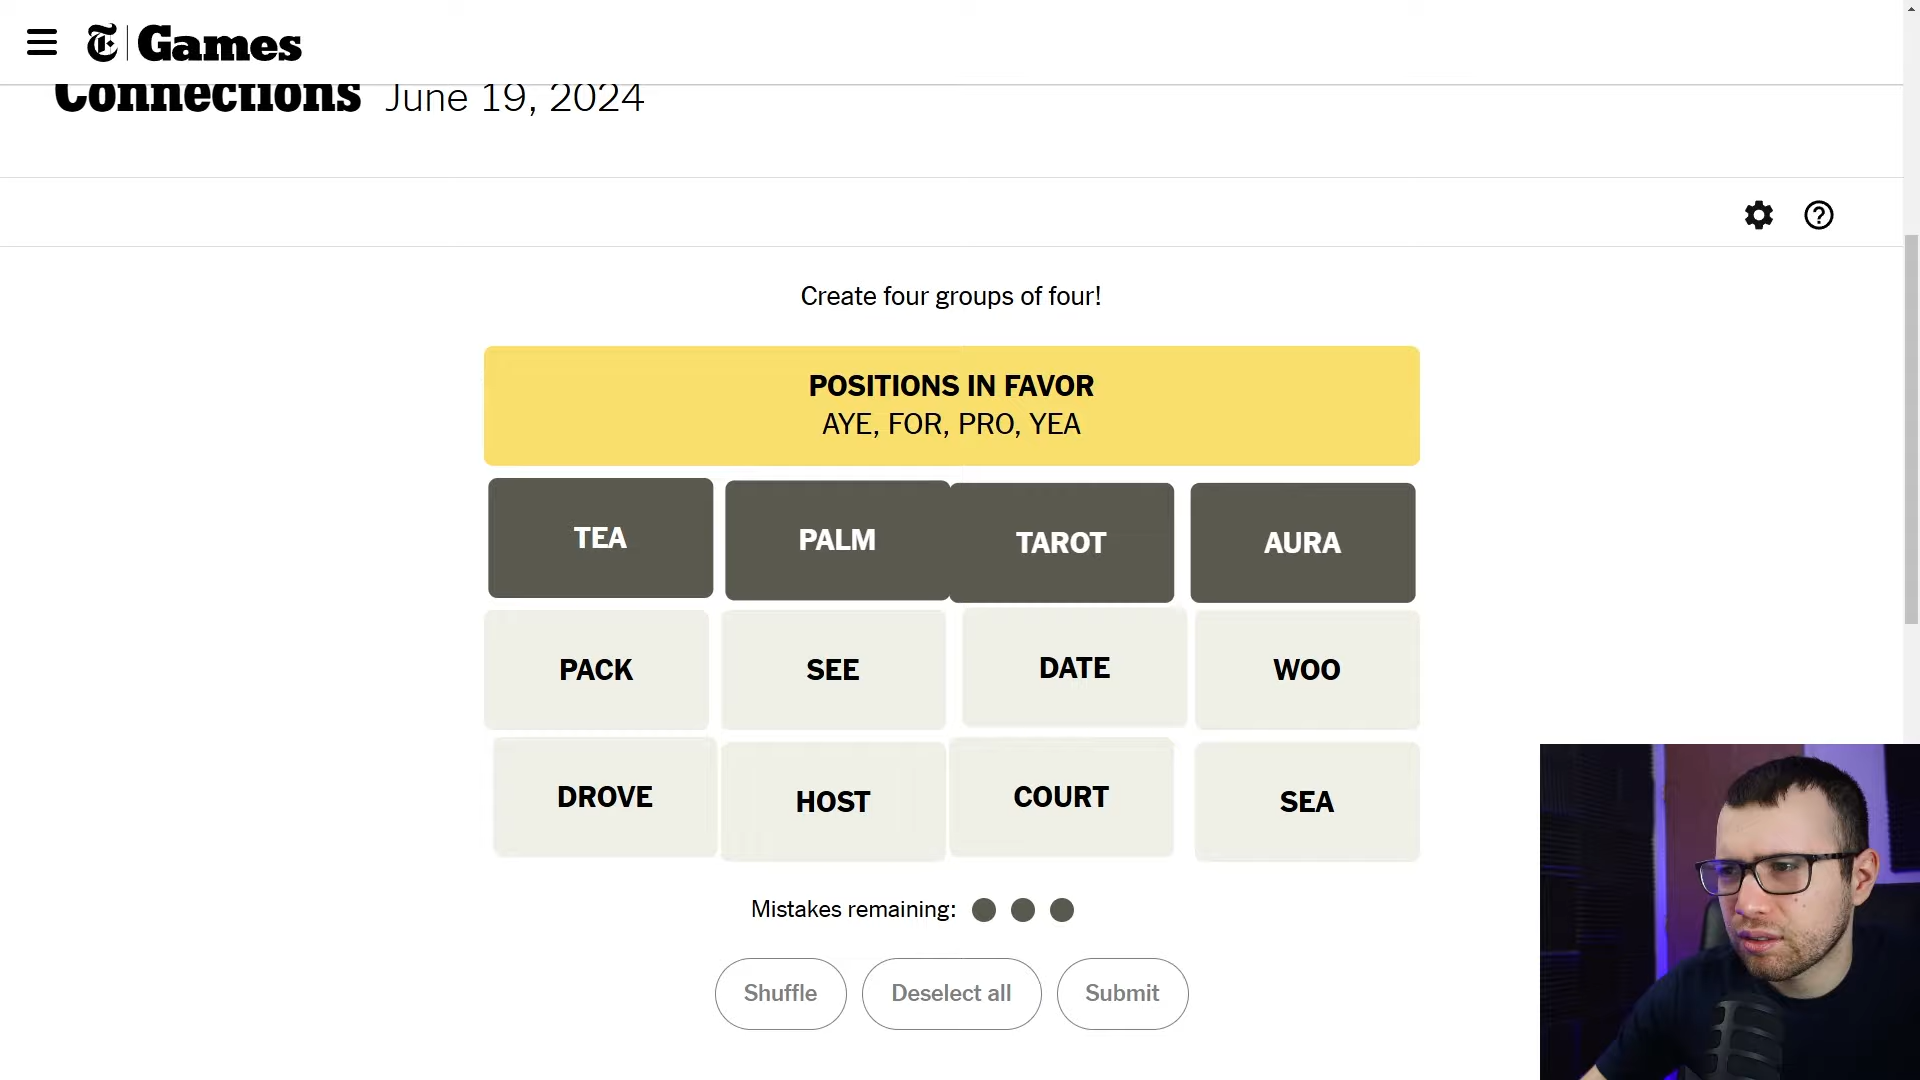 T Games
Connections June 19, 2024
Create four groups of four!
POSITIONS IN FAVOR
AYE, FOR, PRO, YEA
TEA PALM TAROT AURA
PACK SEE DATE WOO
DROVE HOST COURT SEA
Mistakes remaining:
Shuffle Deselect all Submit